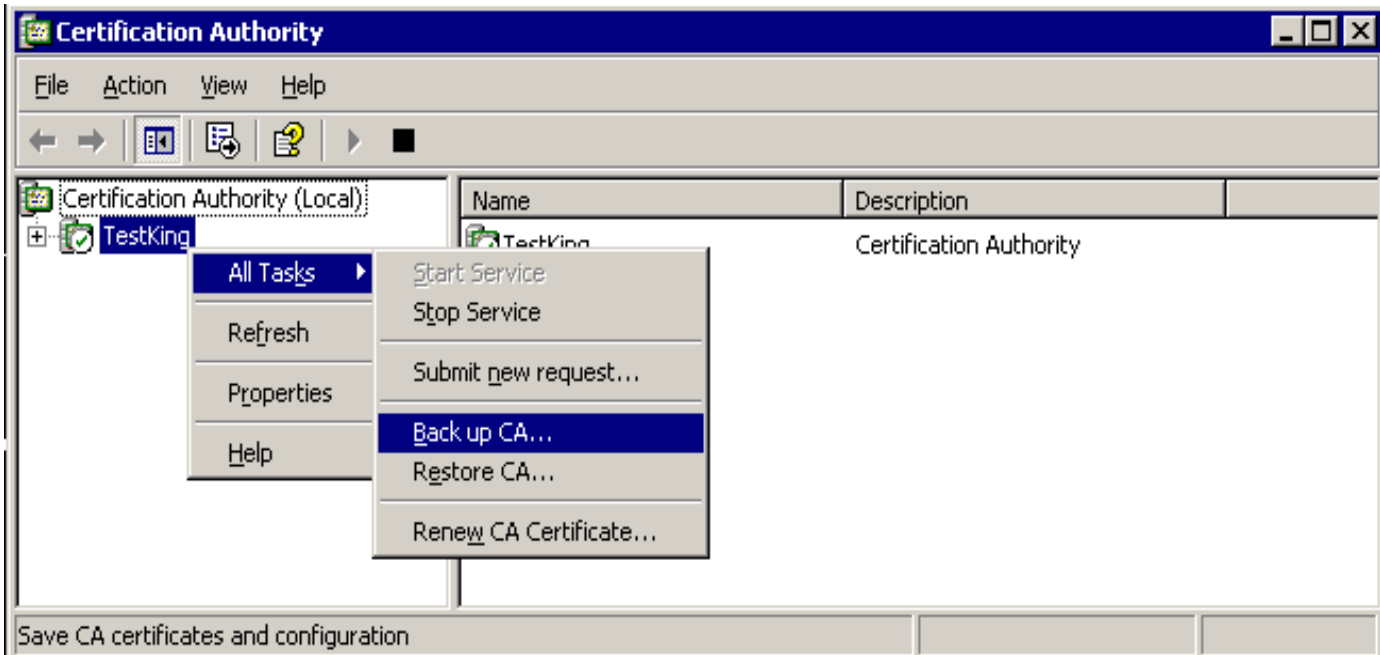 Certification Authority
File Action View Help
Certification Authority (Local)
TestKing
Name Description
TestKing Certification Authority
All Tasks
Refresh
Properties
Help
Start Service
Stop Service
Submit new request...
Back up CA...
Restore CA...
Renew CA Certificate...
Save CA certificates and configuration